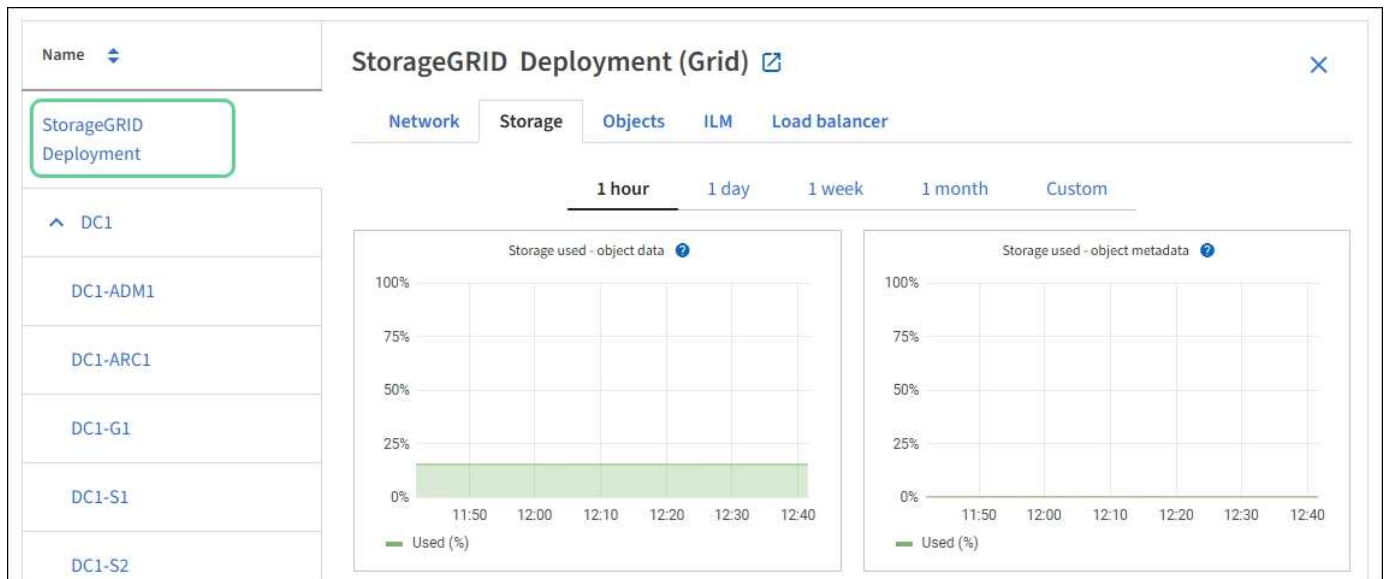 Name
StorageGRID
Deployment
DC1
DC1-ADM1
DC1-ARC1
DC1-G1
DC1-S1
DC1-S2
StorageGRID Deployment (Grid)
Network Storage Objects ILM Load balancer
1 hour 1 day 1 week 1 month Custom
Storage used - object data ?
100%
75%
50%
25%
0%
11:50 12:00 12:10 12:20 12:30 12:40
Used (%)
Storage used - object metadata ?
100%
75%
50%
25%
0%
11:50 12:00 12:10 12:20 12:30 12:40
Used (%)